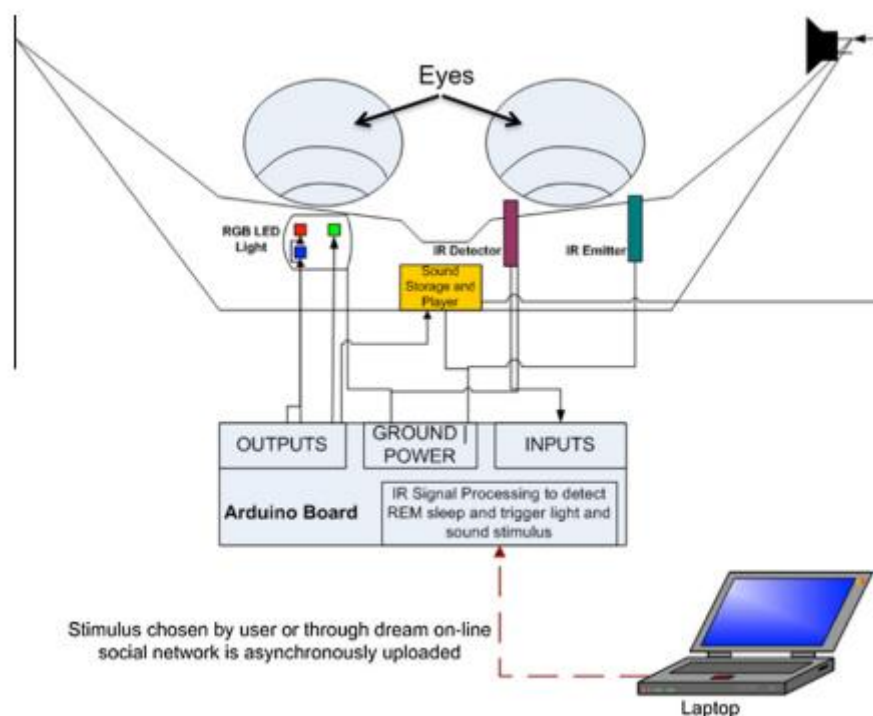 Eyes
RGB LED
Light
IR Detector
IR Emitter
Sound
Storage and
Player
OUTPUTS
GROUND |
POWER
INPUTS
Arduino Board
IR Signal Processing to detect
REM sleep and trigger light and
sound stimulus
Stimulus chosen by user or through dream on-line
social network is asynchronously uploaded
Laptop